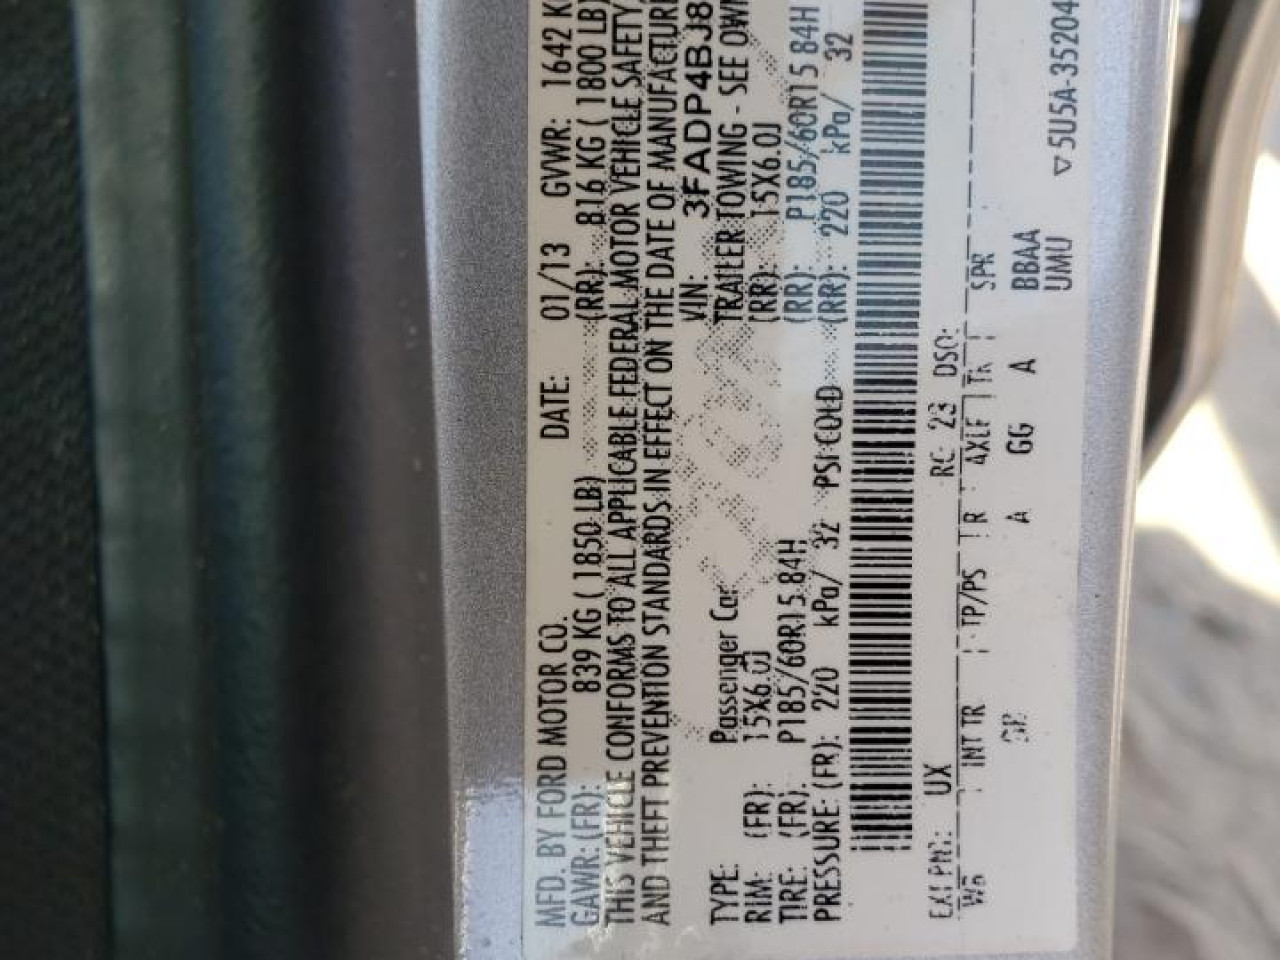 MFD. BY FORD MOTOR CO. DATE: 01/13 GVWR: 1642 K
GAWR: (FR): 839 KG ( 1850 LB) (RR): 816 KG ( 1800 LB)
THIS VEHICLE CONFORMS TO ALL APPLICABLE FEDERAL MOTOR VEHICLE SAFETY,
AND THEFT PREVENTION STANDARDS IN EFFECT ON THE DATE OF MANUFACTURE
VIN: 3FADP4BJ8
TYPE: Passenger Car TRAILER TOWING - SEE OWN
RIM: (FR): 15X6.0J (RR): 15X6.0J
TIRE: (FR): P185/60R15 84H (RR): P185/60R15 84H
PRESSURE: (FR): 220 kPa/ 32 PSI COLD (RR): 220 kPa/ 32
EXT PNT: UX RC: 23 DSO:
WB INT TR TP/PS R AXLE TR SPR
A GG A BBAA
UMU ▽5U5A-35204